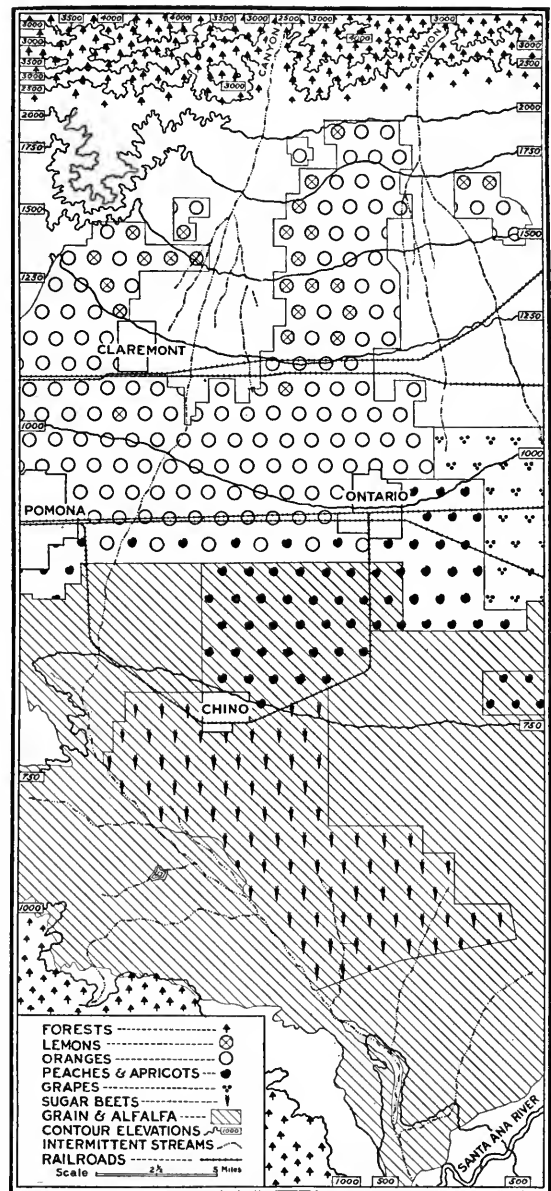 3500 4000 4000 3500 3000 2500 3000 3000
3000
3500
3000
2500
2000
1750
1500
1250
1000
CANYON
CANYON
3000
4000
3000
2500
2000
1750
1500
1250
1000
CLAREMONT
POMONA
ONTARIO
CHINO
750
750
1000
FORESTS
LEMONS
ORANGES
PEACHES & APRICOTS
GRAPES
SUGAR BEETS
GRAIN & ALFALFA
CONTOUR ELEVATIONS 1000
INTERMITTENT STREAMS
RAILROADS
Scale 2½ 5 Miles
SANTA ANA RIVER
1000 500 500